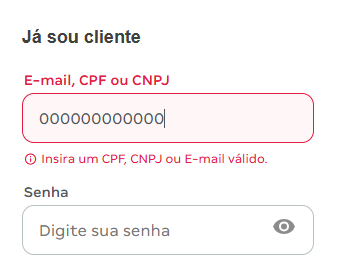 Já sou cliente
E-mail, CPF ou CNPJ
000000000000
Insira um CPF, CNPJ ou E-mail válido.
Senha
Digite sua senha